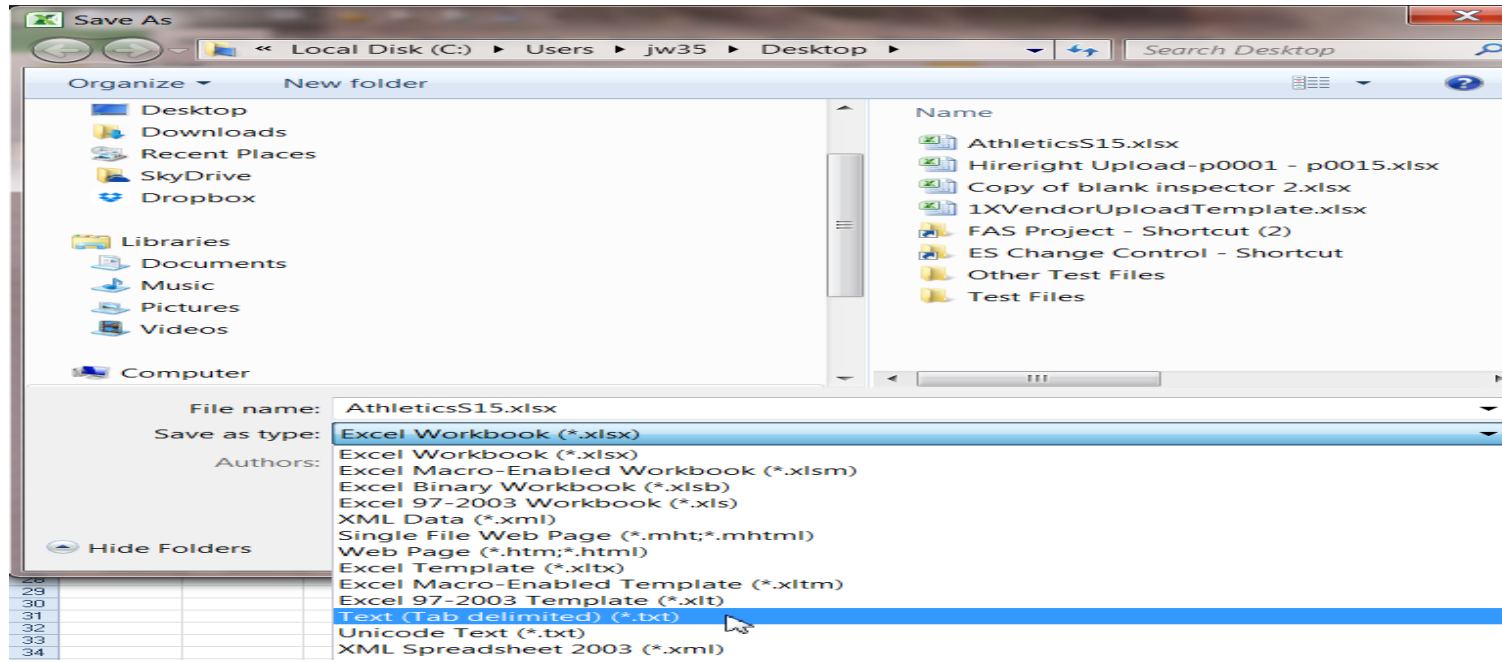 Save As
« Local Disk (C:) ▸ Users ▸ jw35 ▸ Desktop ▸
Search Desktop
Organize
New folder
Desktop
Downloads
Recent Places
SkyDrive
Dropbox
Libraries
Documents
Music
Pictures
Videos
Computer
Name
AthleticsS15.xlsx
Hireright Upload-p0001 - p0015.xlsx
Copy of blank inspector 2.xlsx
1XVendorUploadTemplate.xlsx
FAS Project - Shortcut (2)
ES Change Control - Shortcut
Other Test Files
Test Files
File name: AthleticsS15.xlsx
Save as type: Excel Workbook (*.xlsx)
Authors:
Excel Workbook (*.xlsx)
Excel Macro-Enabled Workbook (*.xlsm)
Excel Binary Workbook (*.xlsb)
Excel 97-2003 Workbook (*.xls)
XML Data (*.xml)
Single File Web Page (*.mht;*.mhtml)
Web Page (*.htm;*.html)
Excel Template (*.xltx)
Excel Macro-Enabled Template (*.xltm)
Excel 97-2003 Template (*.xlt)
Text (Tab delimited) (*.txt)
Unicode Text (*.txt)
XML Spreadsheet 2003 (*.xml)
Hide Folders
29
30
31
32
33
34